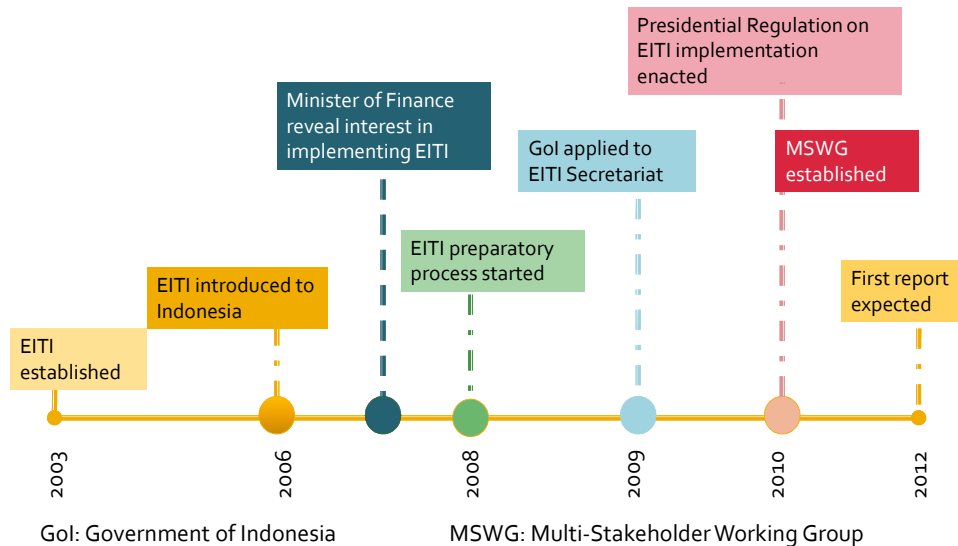 Presidential Regulation on
EITI implementation
enacted
Minister of Finance
reveal interest in
implementing EITI
GoI applied to
EITI Secretariat
MSWG
established
EITI preparatory
process started
EITI introduced to
Indonesia
First report
expected
EITI
established
2003
2006
2008
2009
2010
2012
GoI: Government of Indonesia
MSWG: Multi-Stakeholder Working Group